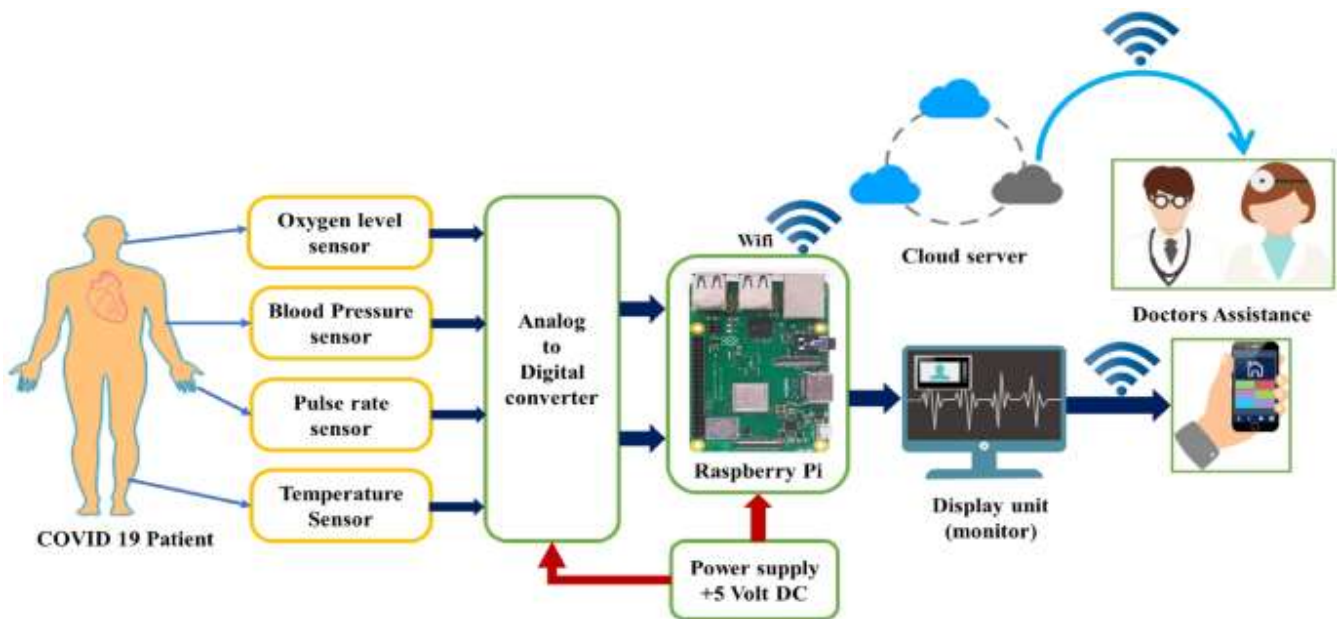 Oxygen level
sensor
Blood Pressure
sensor
Pulse rate
sensor
Temperature
Sensor
COVID 19 Patient
Analog
to
Digital
converter
Wifi
Raspberry Pi
Power supply
+5 Volt DC
Cloud server
Doctors Assistance
Display unit
(monitor)